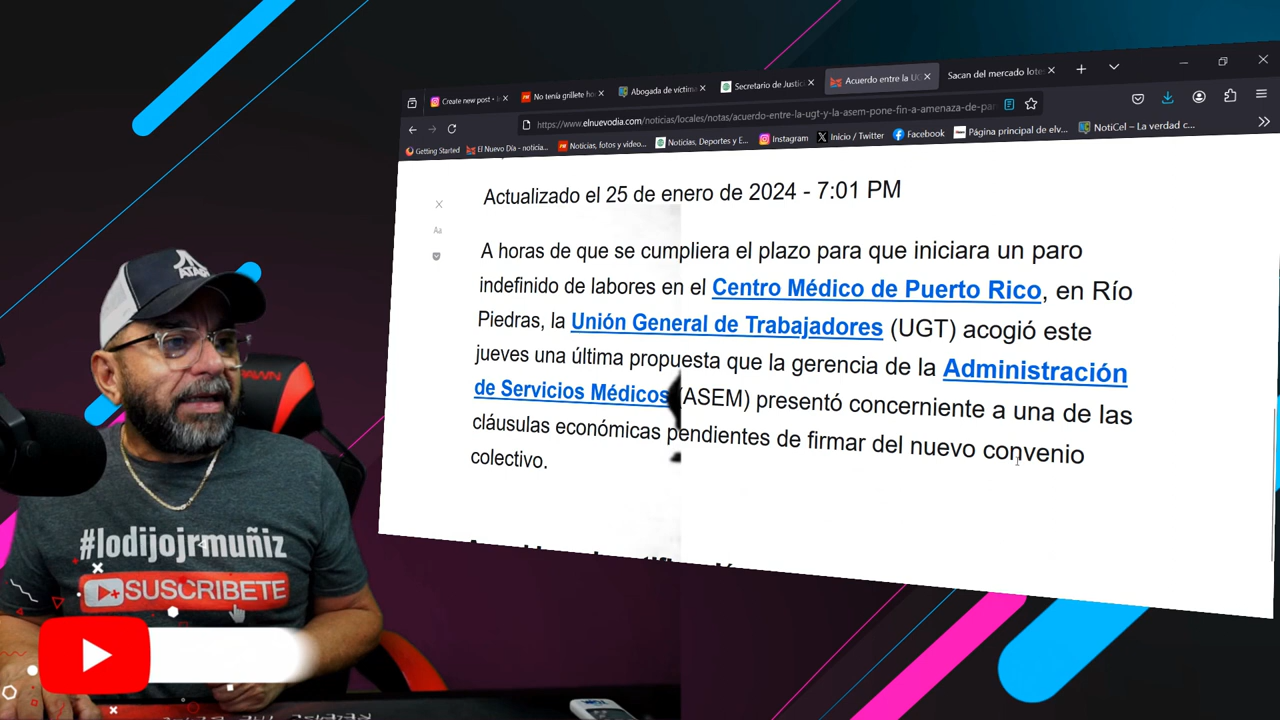 Create new post •
No tenía grillete ho
Abogada de víctima
Secretario de Justic
Acuerdo entre la UG
Sacan del mercado lote
https://www.elnuevodia.com/noticias/locales/notas/acuerdo-entre-la-ugt-y-la-asem-pone-fin-a-amenaza-de-par
Getting Started
El Nuevo Día - noticia...
Noticias, fotos y video...
Noticias, Deportes y E...
Instagram
Inicio / Twitter
Facebook
Página principal de elv...
NotiCel – La verdad c...
Actualizado el 25 de enero de 2024 - 7:01 PM
Aa
A horas de que se cumpliera el plazo para que iniciara un paro
indefinido de labores en el Centro Médico de Puerto Rico, en Río
Piedras, la Unión General de Trabajadores (UGT) acogió este
jueves una última propuesta que la gerencia de la Administración
de Servicios Médicos (ASEM) presentó concerniente a una de las
cláusulas económicas pendientes de firmar del nuevo convenio
colectivo.
ATARI
#lodijojrmuñiz
SUSCRIBETE